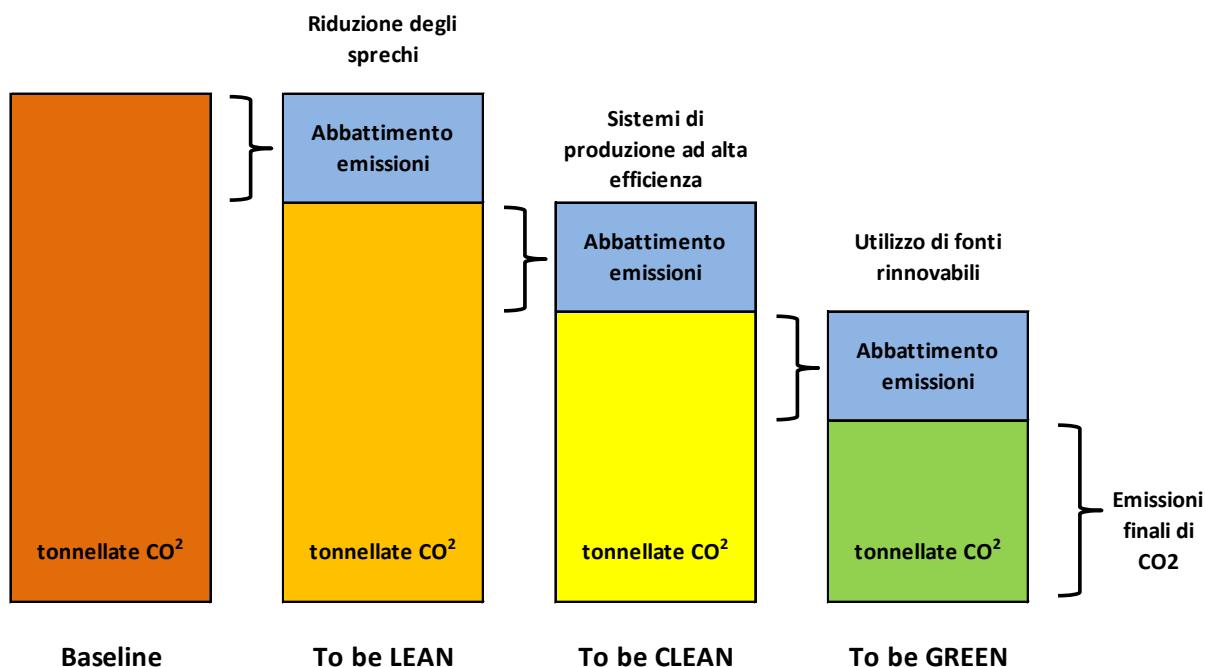 Riduzione degli
sprechi
Abbattimento
emissioni
Sistemi di
produzione ad alta
efficienza
Abbattimento
emissioni
Utilizzo di fonti
rinnovabili
Abbattimento
emissioni
tonnellate CO²
tonnellate CO²
tonnellate CO²
tonnellate CO²
Emissioni
finali di
CO2
Baseline
To be LEAN
To be CLEAN
To be GREEN